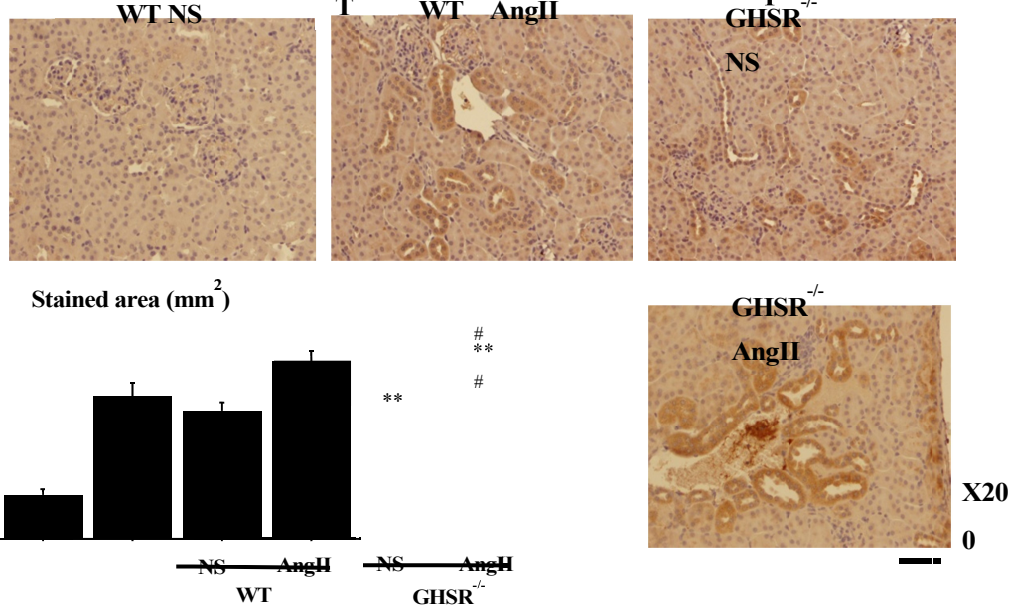 WT NS
T
WT AngII
GHSR-/-
NS
Stained area (mm2)
#
**
#
**
GHSR-/-
AngII
X20
0
NS AngII NS AngII
WT GHSR-/-